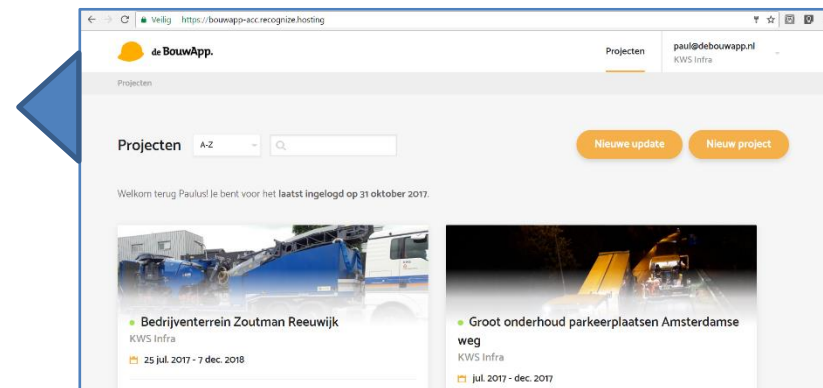 Veilig https://bouwapp-acc.recognize.hosting
de BouwApp.
Projecten
paul@debouwapp.nl
KWS Infra
Projecten
Projecten
A-Z
Nieuwe update
Nieuw project
Welkom terug Paulus! Je bent voor het laatst ingelogd op 31 oktober 2017.
Bedrijventerrein Zoutman Reeuwijk
KWS Infra
25 jul. 2017 - 7 dec. 2018
Groot onderhoud parkeerplaatsen Amsterdamse
weg
KWS Infra
jul. 2017 - dec. 2017